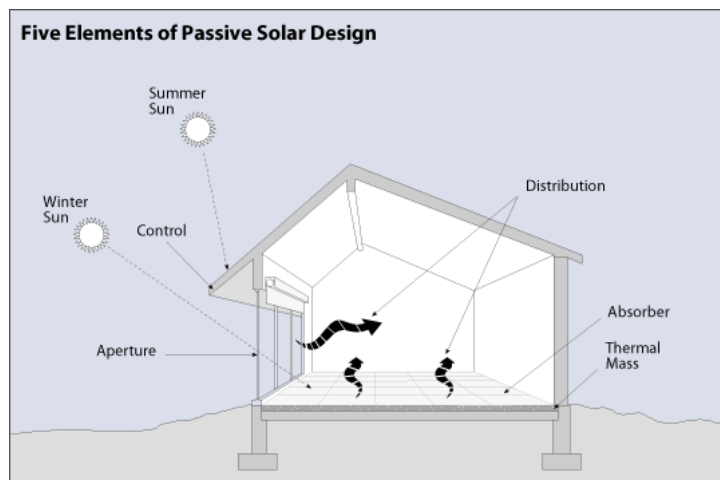 Five Elements of Passive Solar Design
Summer
Sun
Winter
Sun
Control
Distribution
Absorber
Aperture
Thermal
Mass